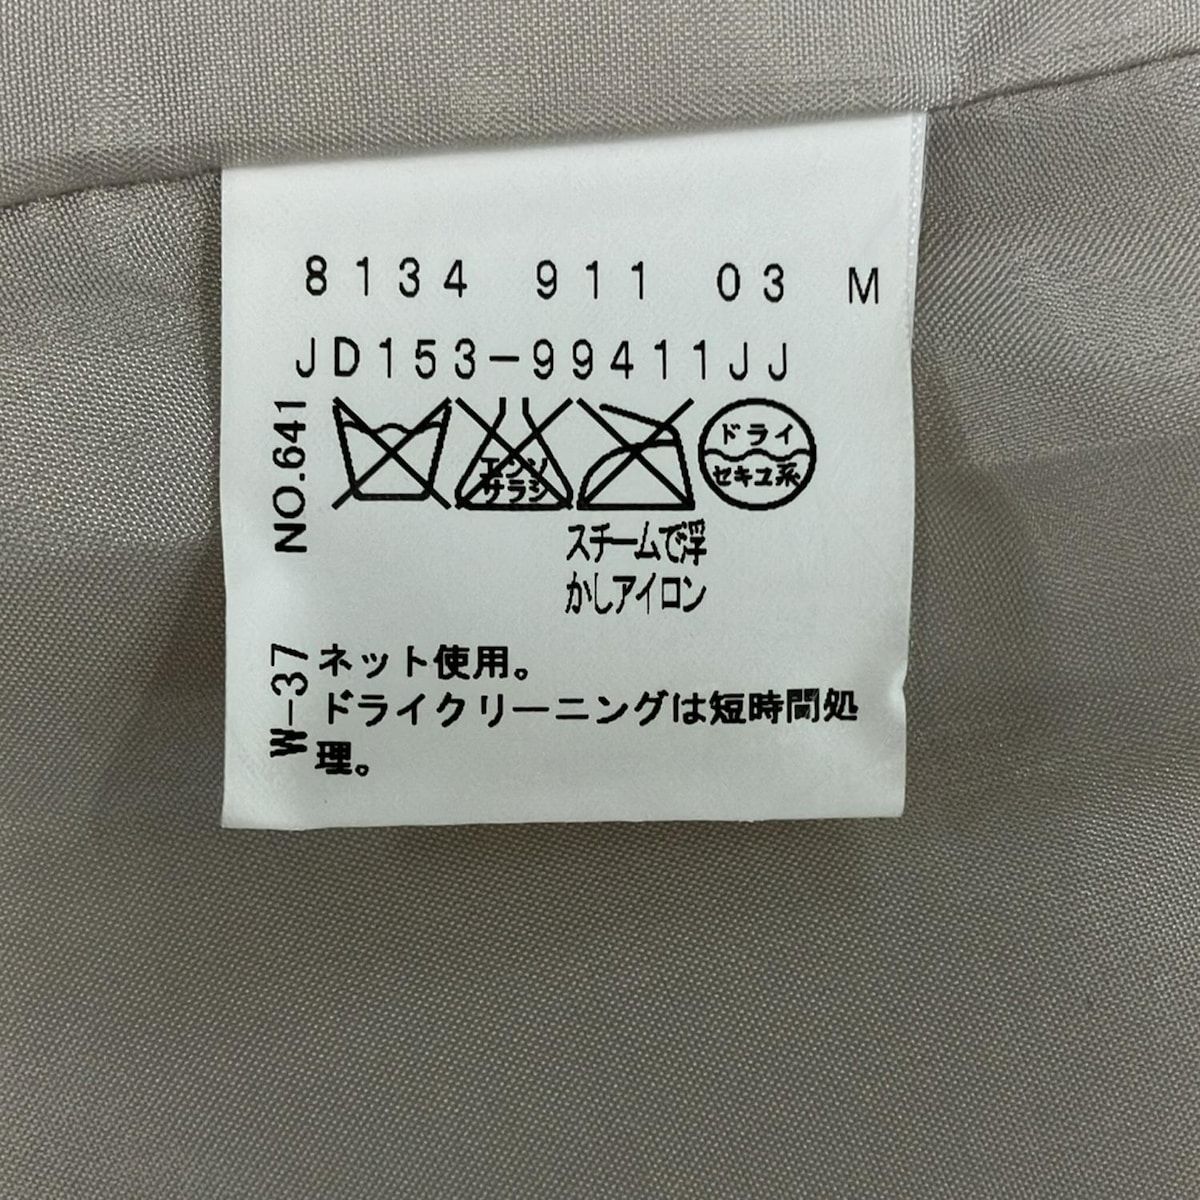 8134 911 03 M
JD153-99411JJ
NO.641
エンソ
サラシ
ドライ
セキユ系
スチームで浮
かしアイロン
W-37
ネット使用。
ドライクリーニングは短時間処
理。